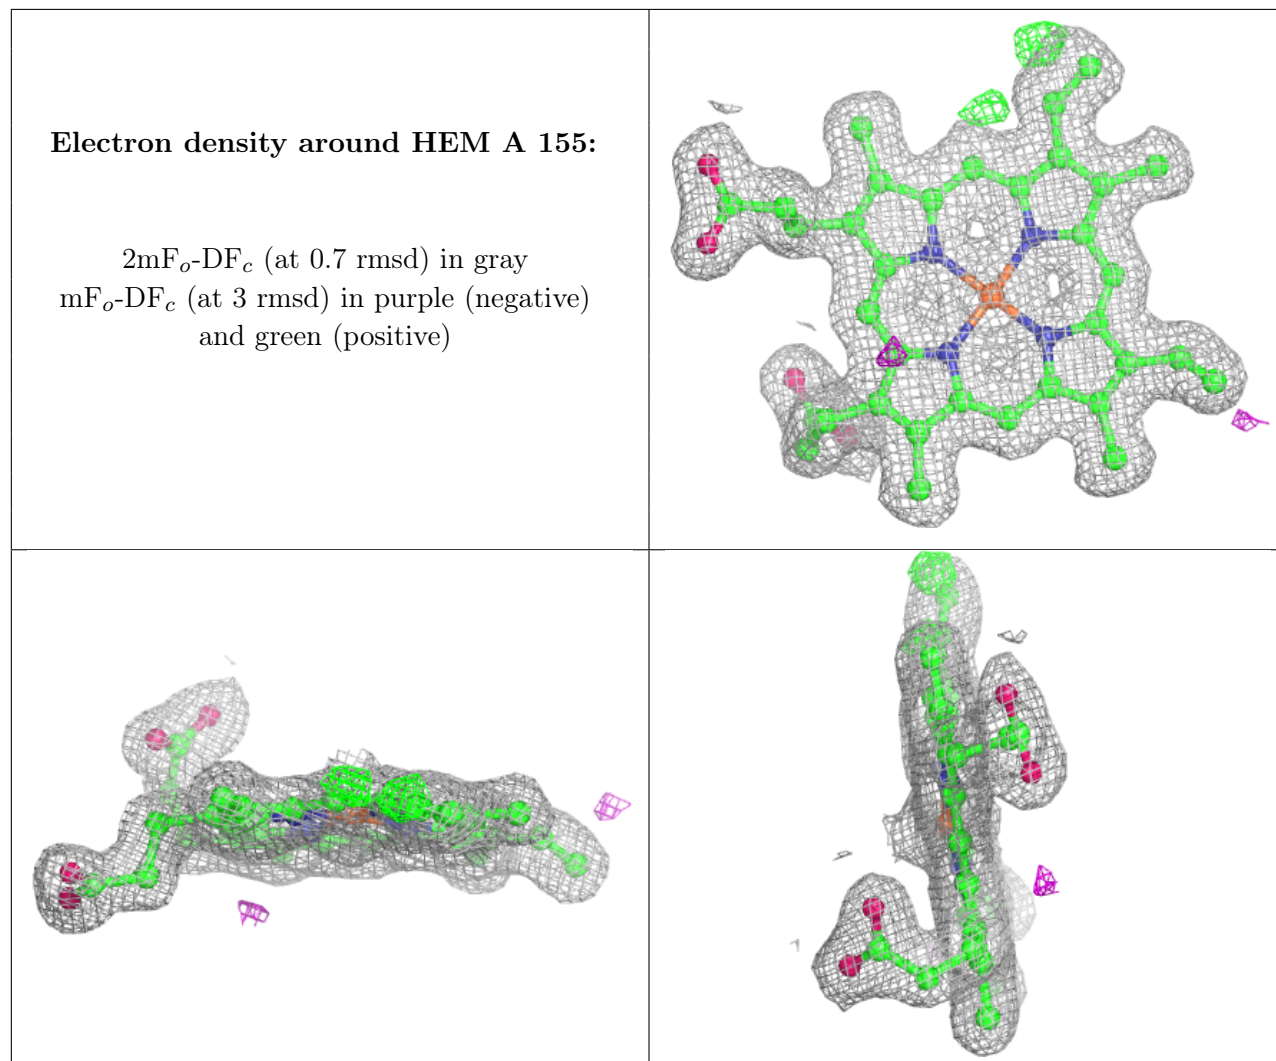 Electron density around HEM A 155:
2mFₒ-DF𝒸 (at 0.7 rmsd) in gray
mFₒ-DF𝒸 (at 3 rmsd) in purple (negative)
and green (positive)